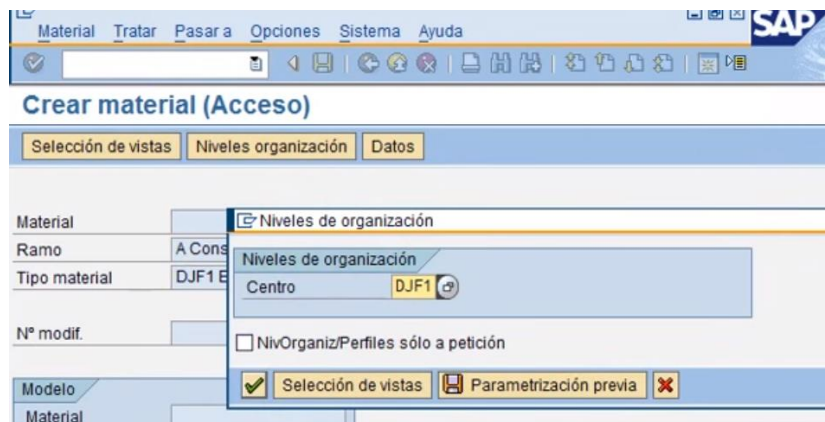 SAP
Material Tratar Pasar a Opciones Sistema Ayuda
Crear material (Acceso)
Selección de vistas Niveles organización Datos
Material
Ramo A Cons
Tipo material DJF1 E
Nº modif.
Modelo
Material
Niveles de organización
Niveles de organización
Centro DJF1
NivOrganiz/Perfiles sólo a petición
Selección de vistas Parametrización previa